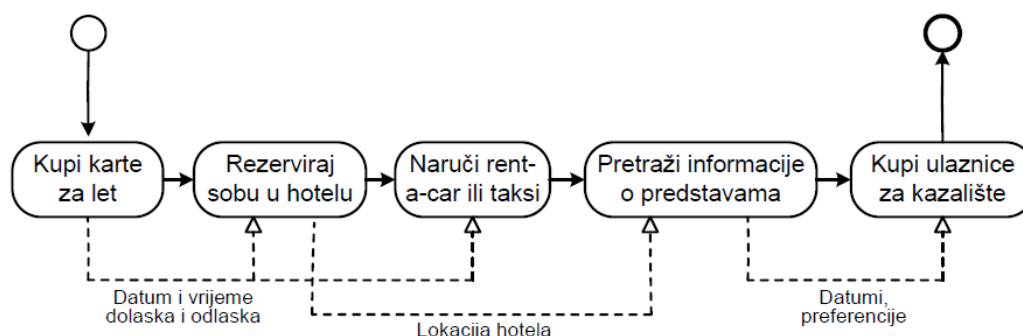 Kupi karte
za let
Rezerviraj
sobu u hotelu
Naruči rent-
a-car ili taksi
Pretraži informacije
o predstavama
Kupi ulaznice
za kazalište
Datum i vrijeme
dolaska i odlaska
Lokacija hotela
Datumi,
preferencije